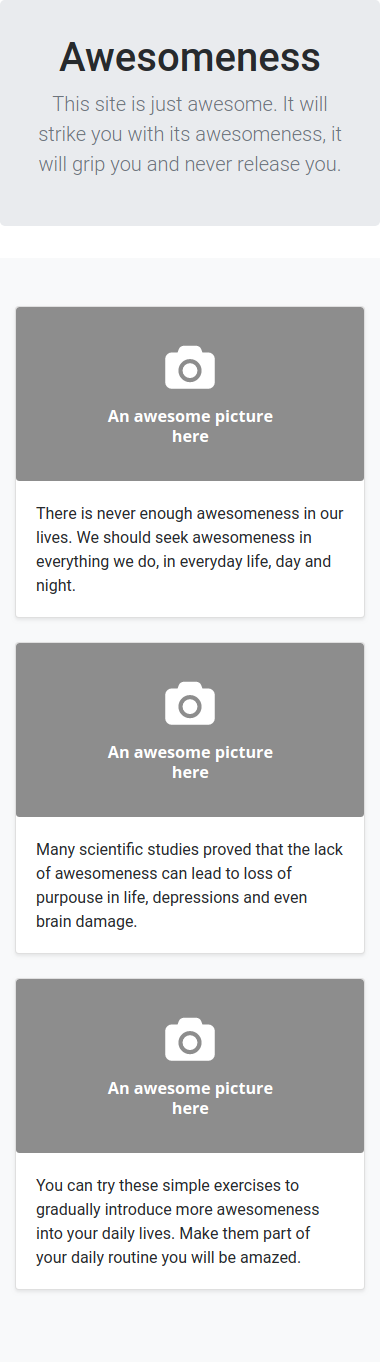 Awesomeness
This site is just awesome. It will
strike you with its awesomeness, it
will grip you and never release you.
An awesome picture
here
There is never enough awesomeness in our
lives. We should seek awesomeness in
everything we do, in everyday life, day and
night.
An awesome picture
here
Many scientific studies proved that the lack
of awesomeness can lead to loss of
purpouse in life, depressions and even
brain damage.
An awesome picture
here
You can try these simple exercises to
gradually introduce more awesomeness
into your daily lives. Make them part of
your daily routine you will be amazed.